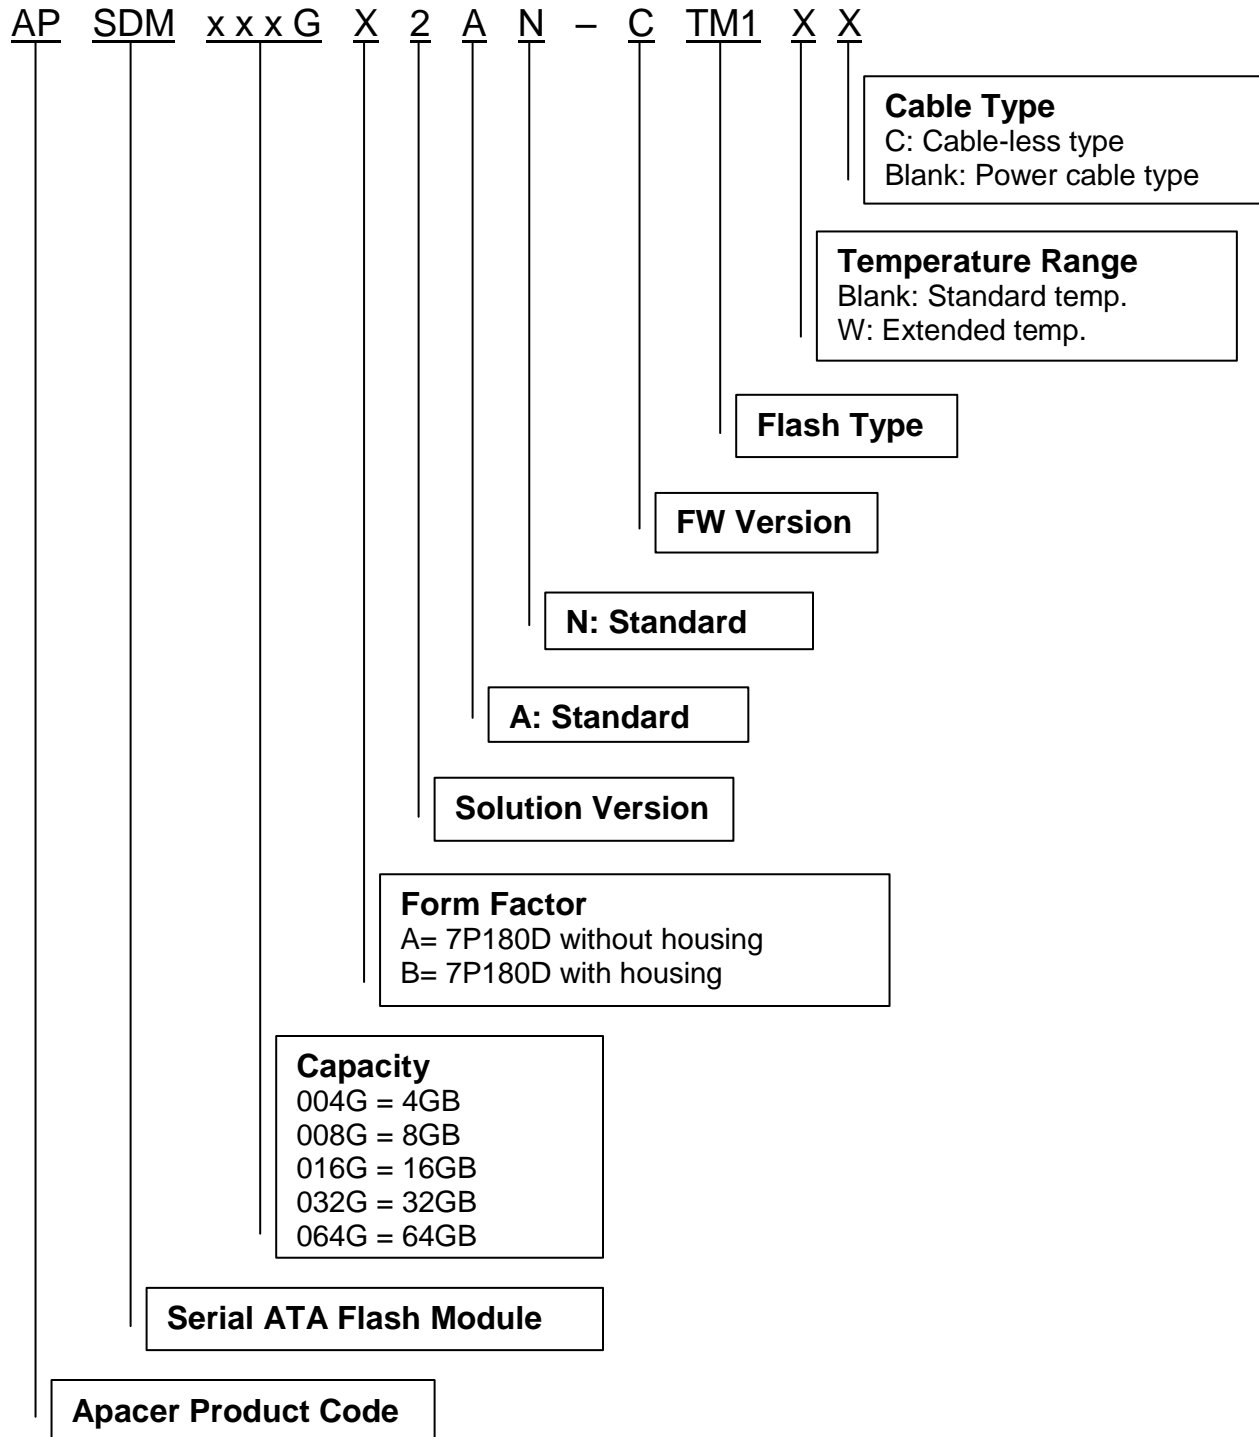 AP SDM x x x G X 2 A N – C TM1 X X
Cable Type
C: Cable-less type
Blank: Power cable type
Temperature Range
Blank: Standard temp.
W: Extended temp.
Flash Type
FW Version
N: Standard
A: Standard
Solution Version
Form Factor
A= 7P180D without housing
B= 7P180D with housing
Capacity
004G = 4GB
008G = 8GB
016G = 16GB
032G = 32GB
064G = 64GB
Serial ATA Flash Module
Apacer Product Code